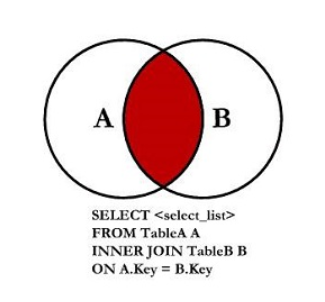 A B
SELECT <select_list>
FROM TableA A
INNER JOIN TableB B
ON A.Key = B.Key